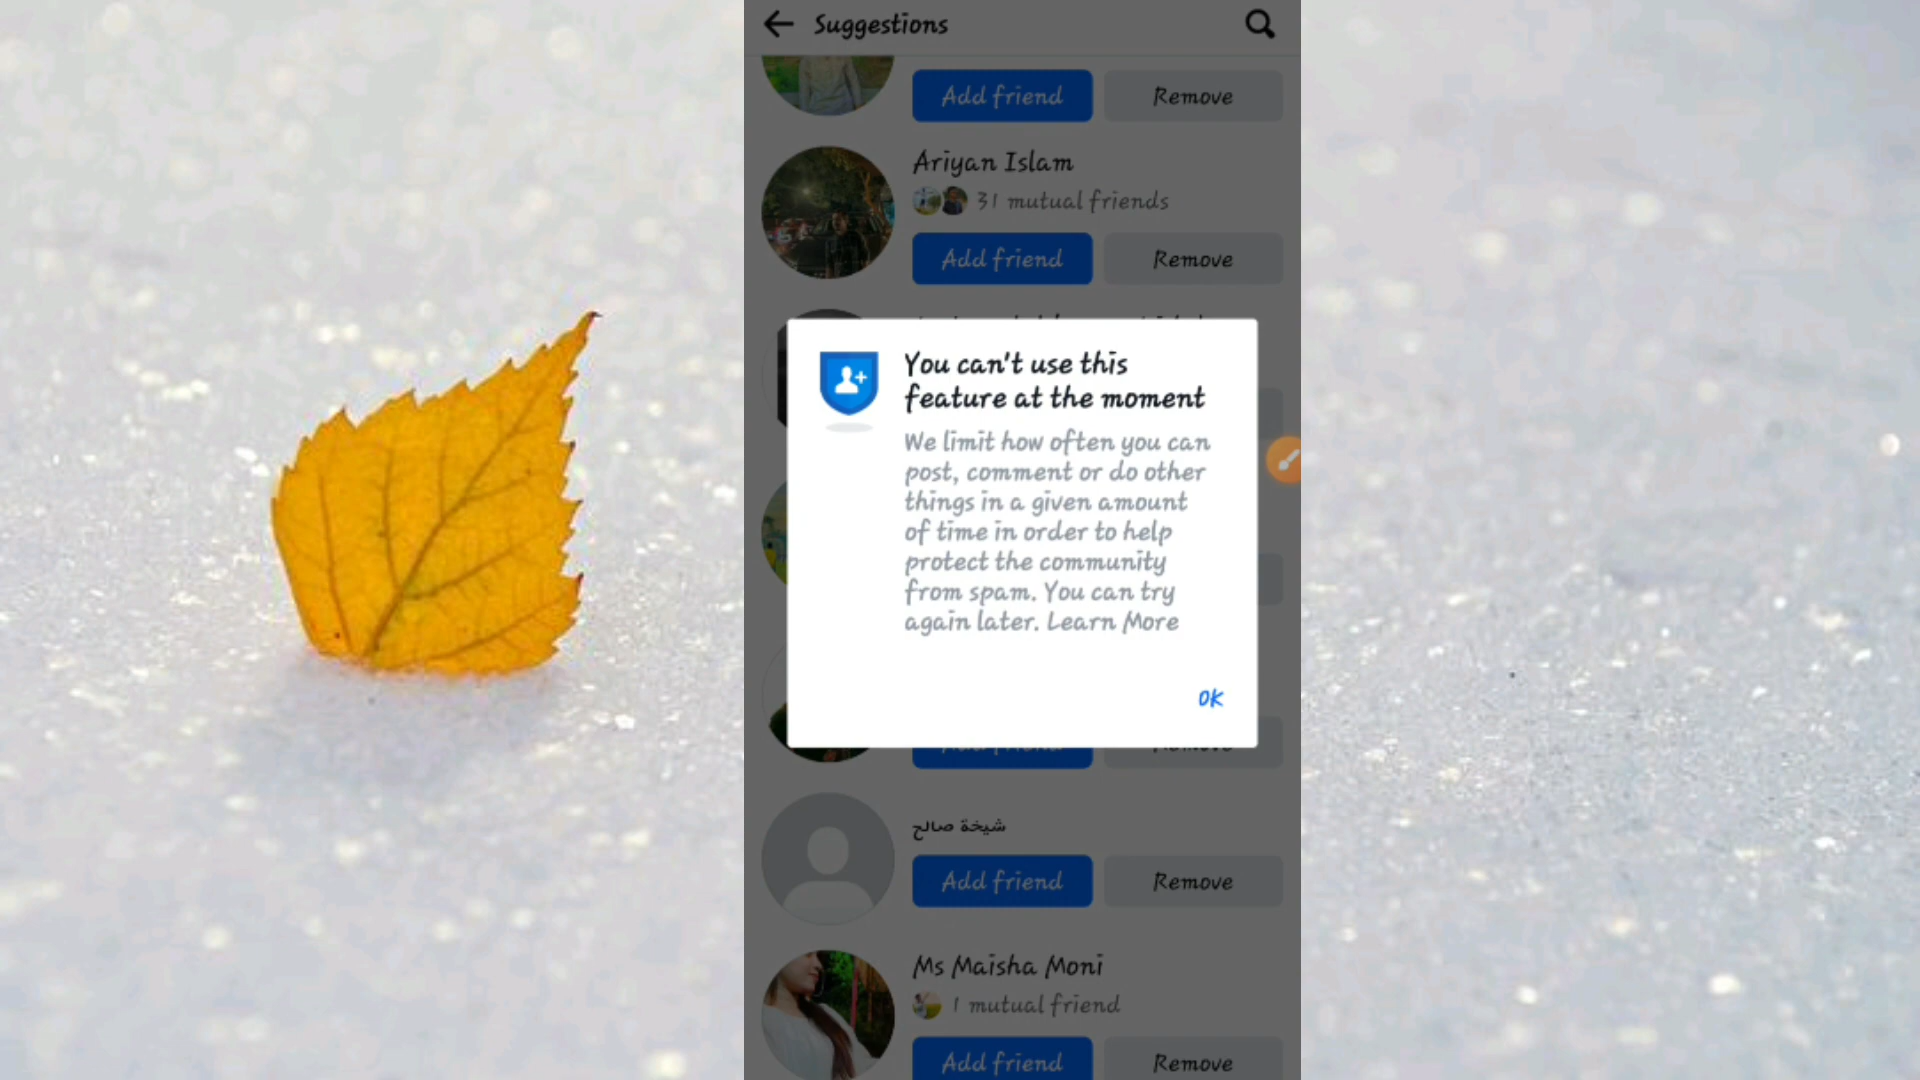 Suggestions
Add friend Remove
Ariyan Islam
31 mutual friends
Add friend Remove
You can't use this
feature at the moment
We limit how often you can
post, comment or do other
things in a given amount
of time in order to help
protect the community
from spam. You can try
again later. Learn More
OK
شيخة صالح
Add friend Remove
Ms Maisha Moni
1 mutual friend
Add friend Remove